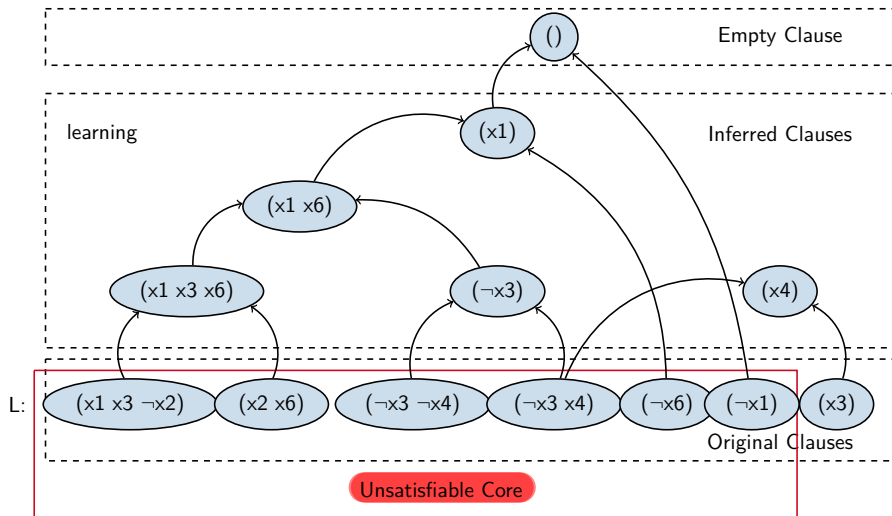 ()
Empty Clause
learning
(x1)
Inferred Clauses
(x1 x6)
(x1 x3 x6)
(¬x3)
(x4)
L:
(x1 x3 ¬x2)
(x2 x6)
(¬x3 ¬x4)
(¬x3 x4)
(¬x6)
(¬x1)
(x3)
Original Clauses
Unsatisfiable Core